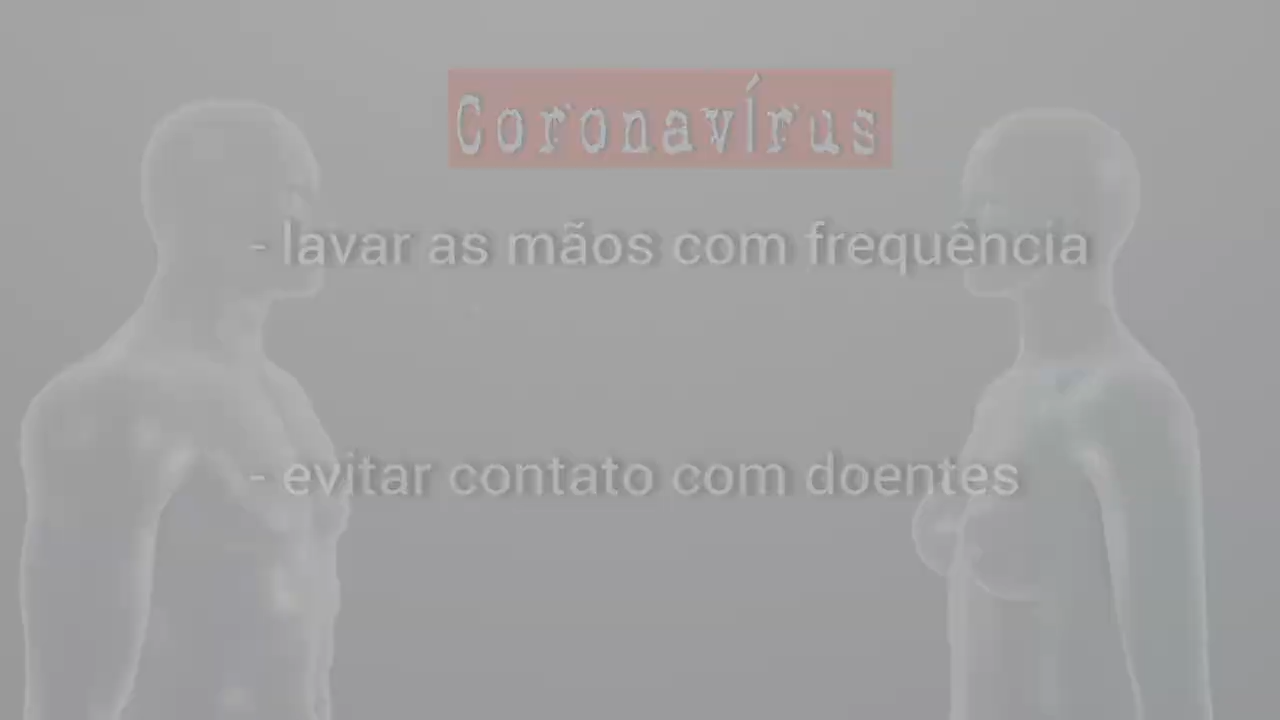 Coronavírus
- lavar as mãos com frequência
- evitar contato com doentes